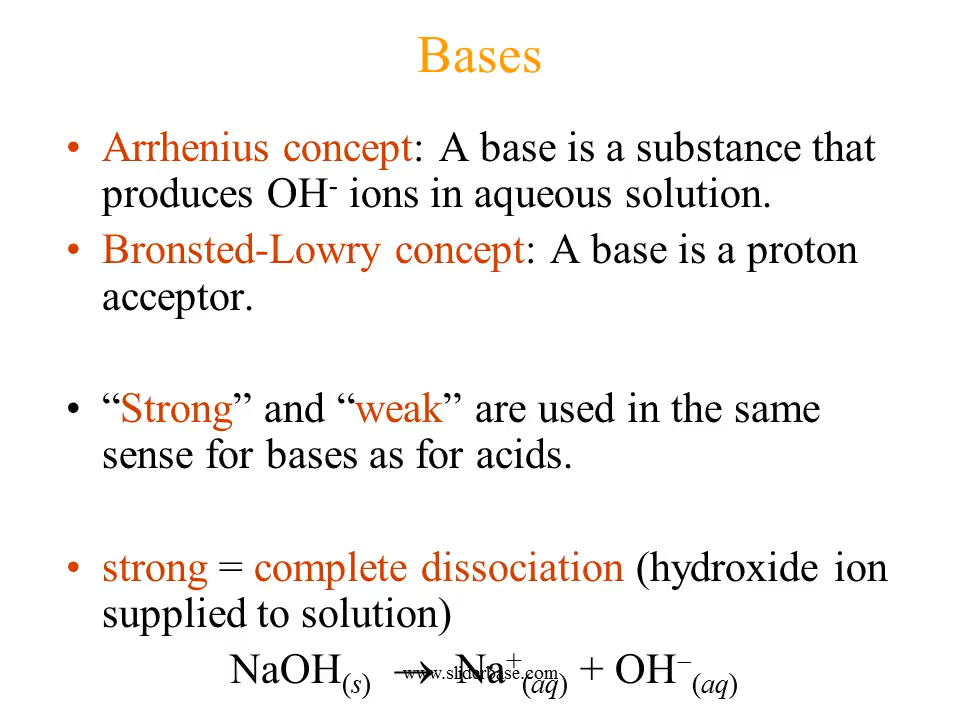 Bases
• Arrhenius concept: A base is a substance that
produces OH⁻ ions in aqueous solution.
• Bronsted-Lowry concept: A base is a proton
acceptor.
• “Strong” and “weak” are used in the same
sense for bases as for acids.
• strong = complete dissociation (hydroxide ion
supplied to solution)
NaOH(s) → Na⁺(aq) + OH⁻(aq)
www.sliderbase.com